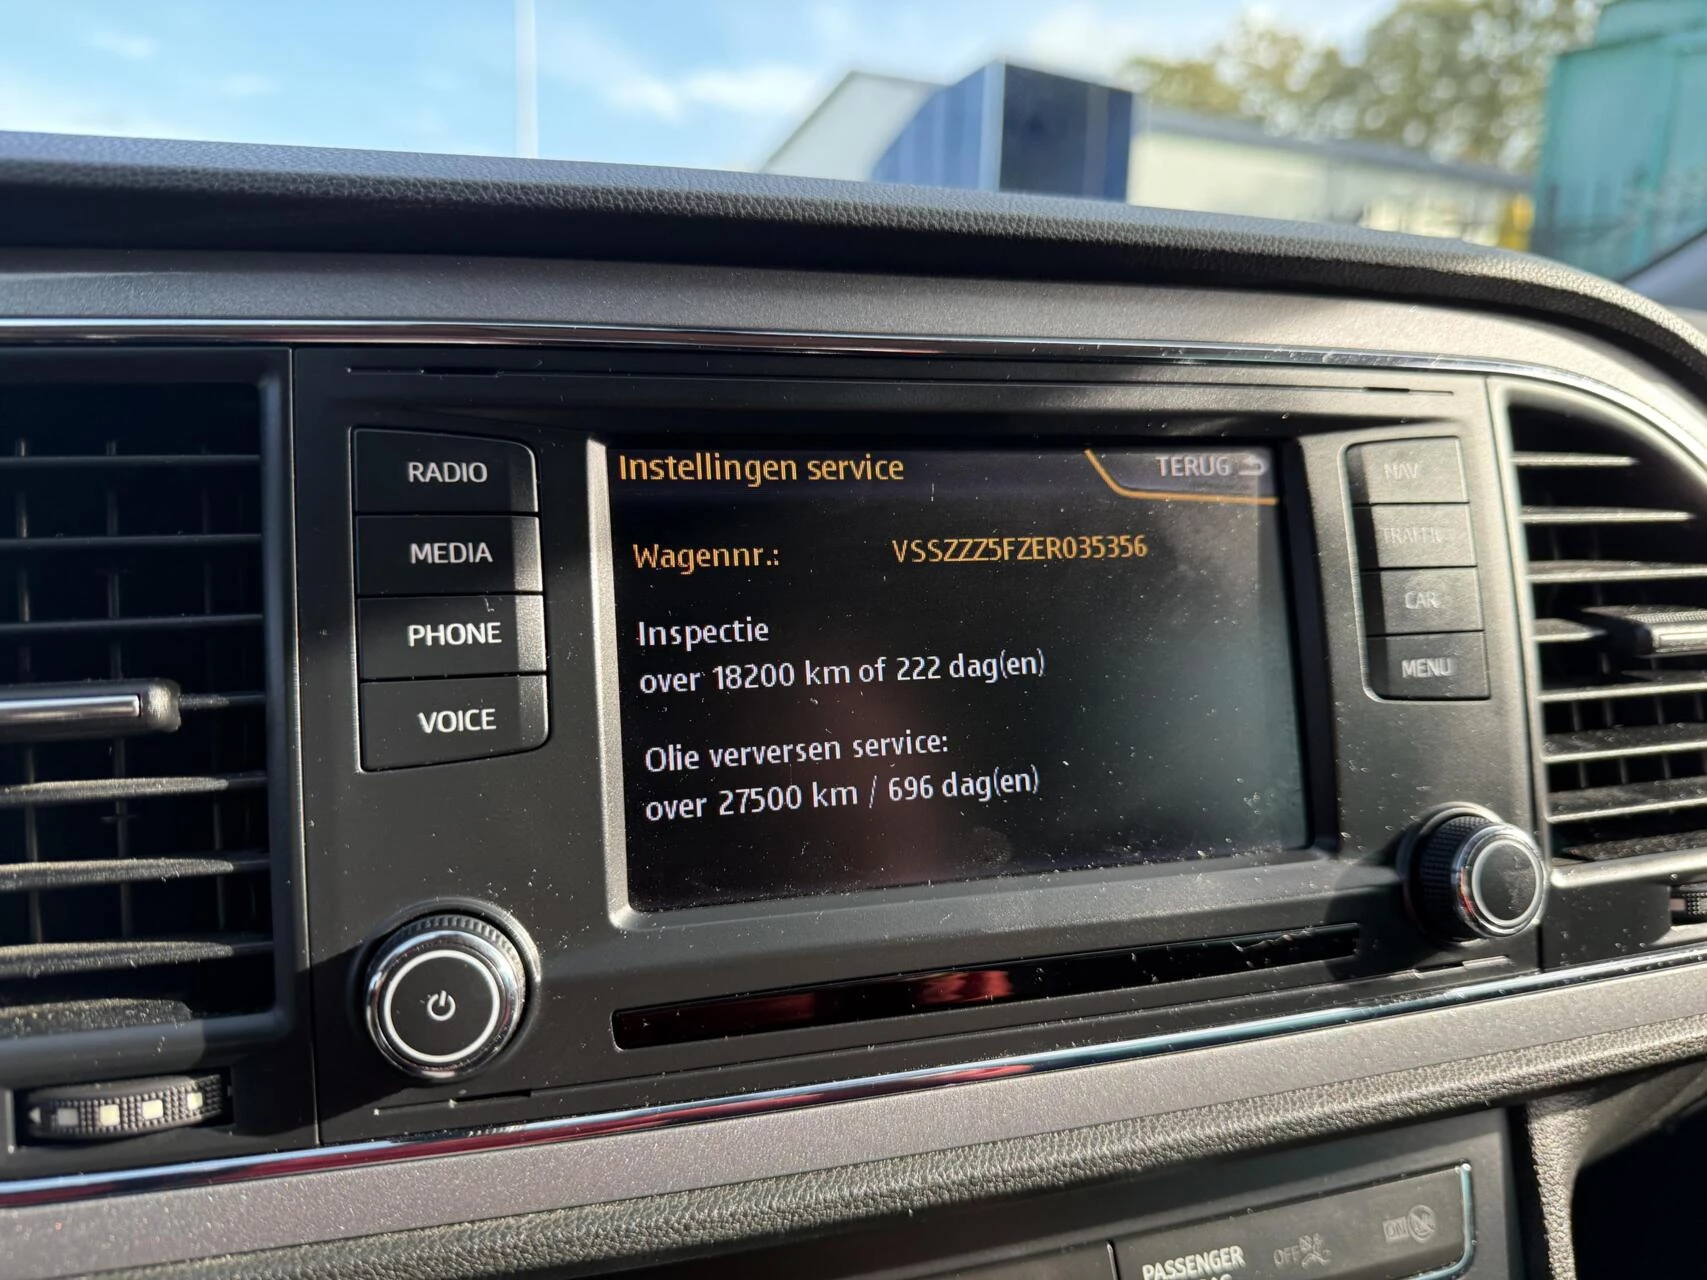 RADIO
MEDIA
PHONE
VOICE
Instellingen service
TERUG
Wagennr.: VSSZZZ5FZER035356
Inspectie
over 18200 km of 222 dag(en)
Olie verversen service:
over 27500 km / 696 dag(en)
NAV
TRAFFIC
CAR
MENU
PASSENGER
OFF
ON